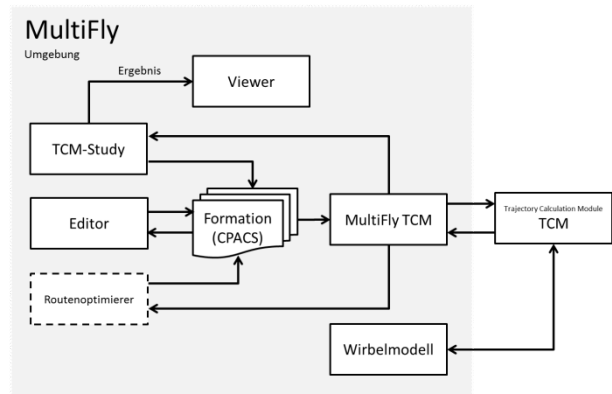 MultiFly
Umgebung
Ergebnis
Viewer
TCM-Study
Editor
Formation
(CPACS)
MultiFly TCM
Trajectory Calculation Module
TCM
Routenoptimierer
Wirbelmodell